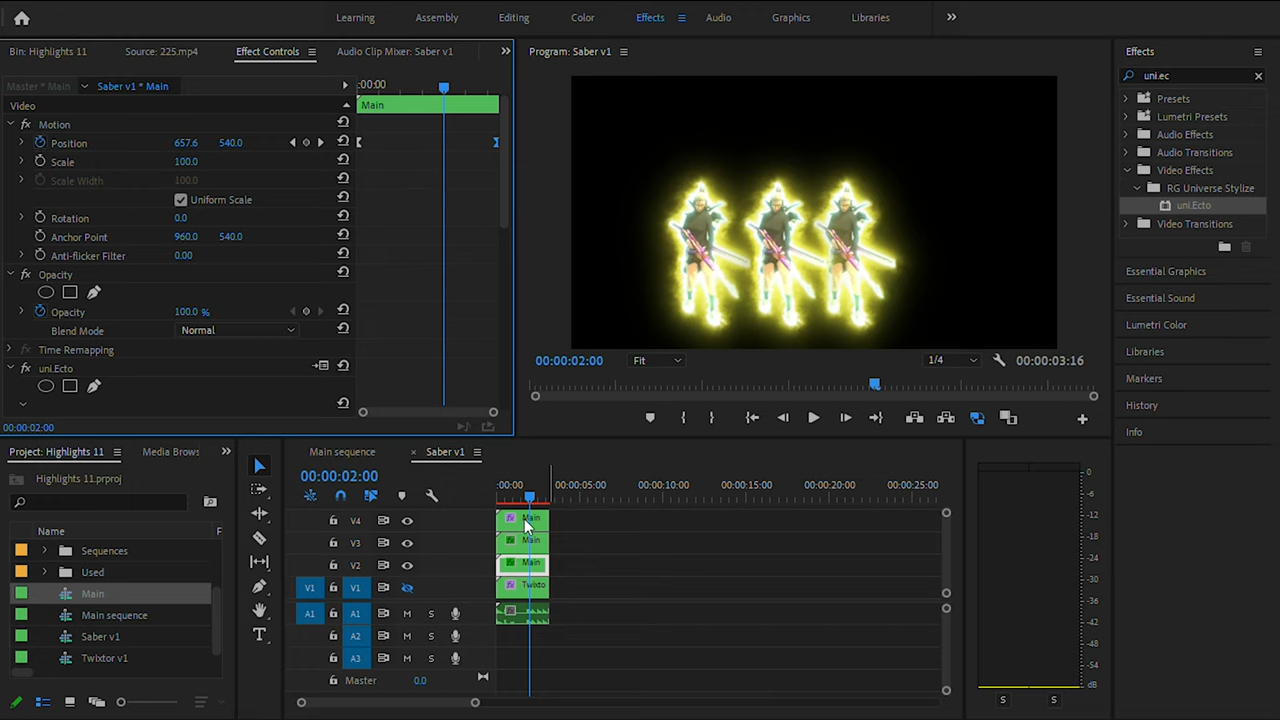 Learning Assembly Editing Color Effects Audio Graphics Libraries
Bin: Highlights 11 Source: 225.mp4 Effect Controls Audio Clip Mixer: Saber v1
Master * Main Saber v1 * Main :00:00
Video Main
Motion
Position 657.6 540.0
Scale 100.0
Scale Width 100.0
Uniform Scale
Rotation 0.0
Anchor Point 960.0 540.0
Anti-flicker Filter 0.00
Opacity
Opacity 100.0 %
Blend Mode Normal
Time Remapping
uni.Ecto
00:00:02:00
Program: Saber v1
00:00:02:00 Fit 1/4 00:00:03:16
Effects
uni.ec
Presets
Lumetri Presets
Audio Effects
Audio Transitions
Video Effects
RG Universe Stylize
uni.Ecto
Video Transitions
Essential Graphics
Essential Sound
Lumetri Color
Libraries
Markers
History
Info
Project: Highlights 11 Media Brows
Highlights 11.prproj
Name F
Sequences
Used
Main
Main sequence
Saber v1
Twixtor v1
Main sequence × Saber v1
00:00:02:00 :00:00 00:00:05:00 00:00:10:00 00:00:15:00 00:00:20:00 00:00:25:00
V4 Main
V3 Main
V2 Main
V1 V1 Twixto
A1 A1 M S
A2 M S
A3 M S
Master 0.0
0
-6
-12
-18
-24
-30
-36
-42
-48
-54
dB
S S